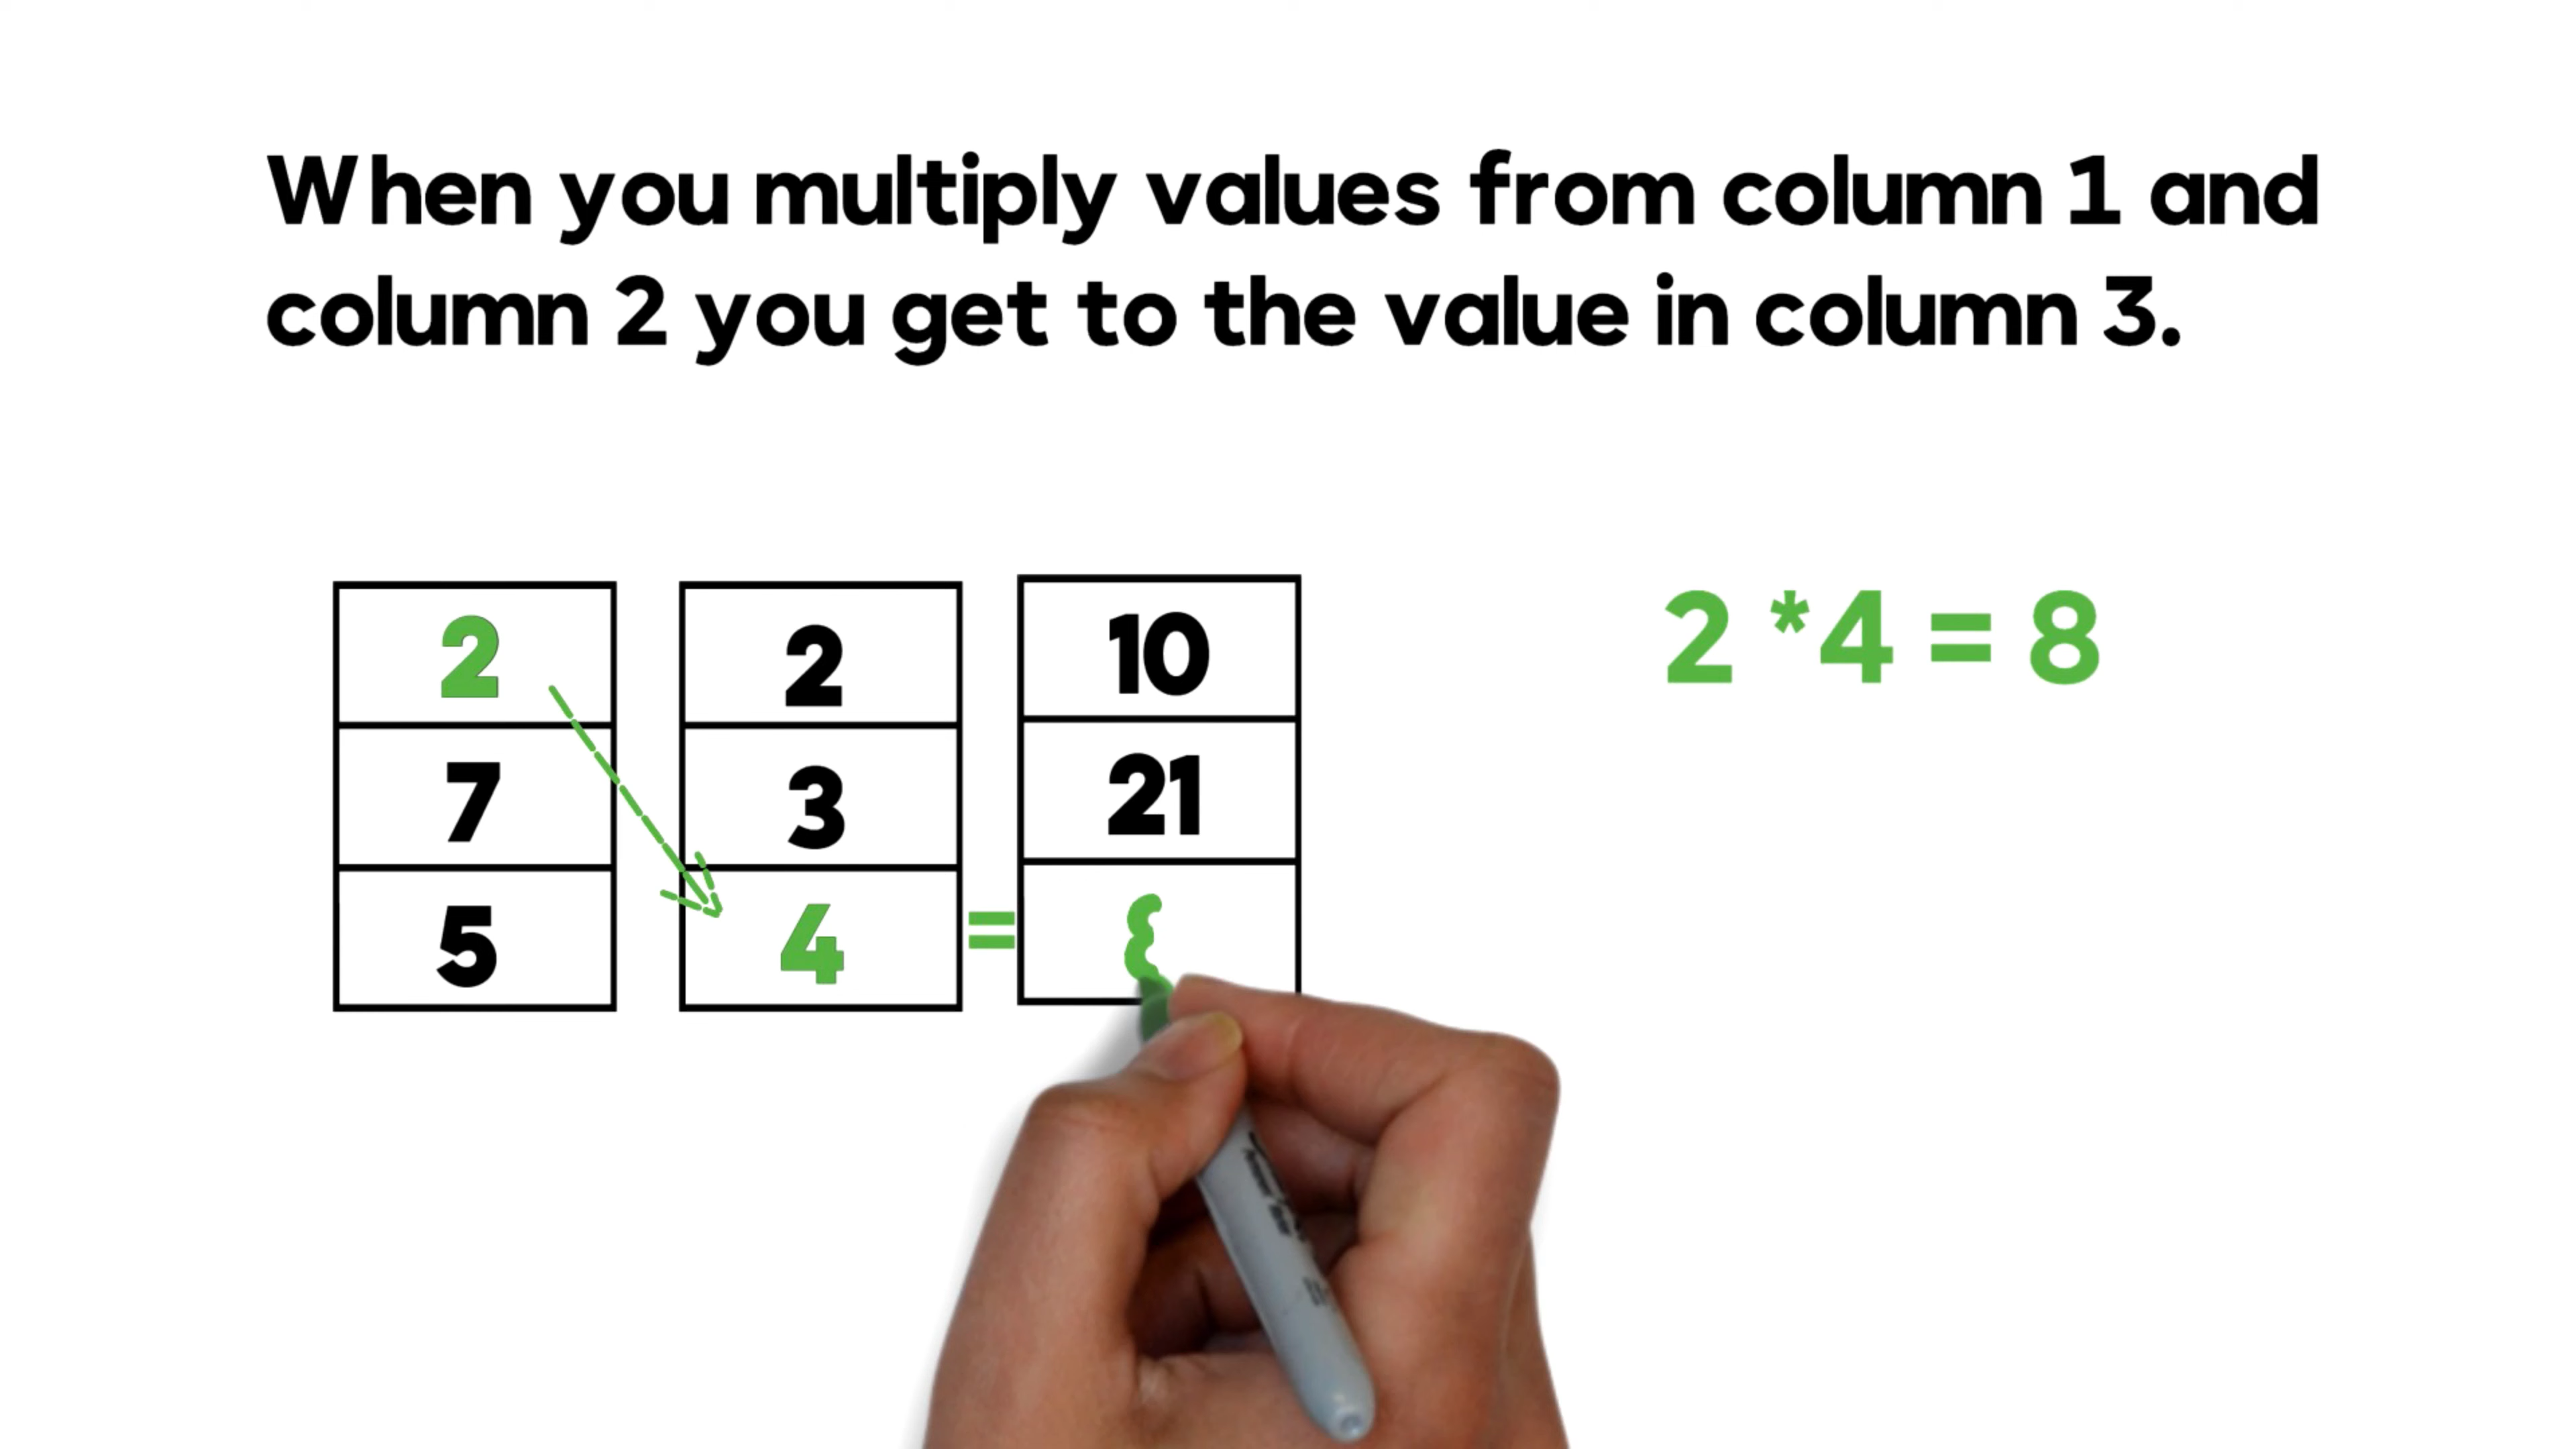 When you multiply values from column 1 and
column 2 you get to the value in column 3.
2 2 10
7 3 21
5 4 =
2 *4 = 8